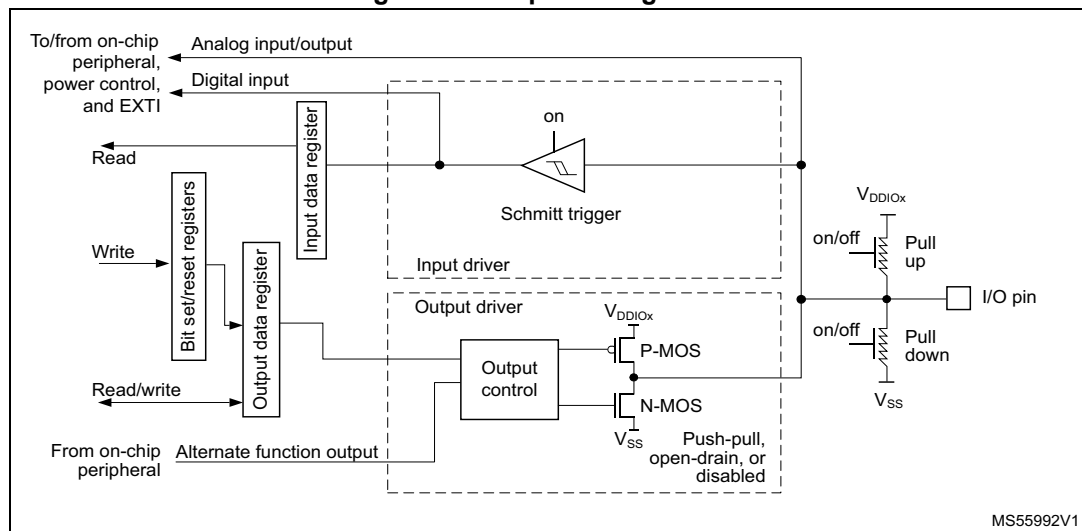 To/from on-chip
peripheral,
power control,
and EXTI
Analog input/output
Digital input
on
Input data register
Read
Schmitt trigger
Bit set/reset registers
Write
Input driver
VDDIOx
on/off
Pull
up
I/O pin
Output data register
Output driver
VDDIOx
P-MOS
Output
control
on/off
Pull
down
Read/write
N-MOS
VSS
VSS
Push-pull,
open-drain, or
disabled
From on-chip
peripheral
Alternate function output
MS55992V1